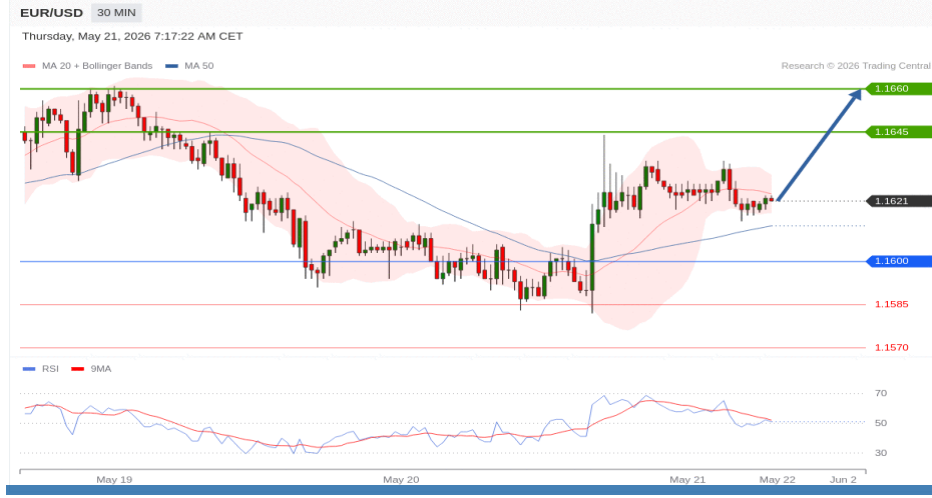 EUR/USD 30 MIN
Thursday, May 21, 2026 7:17:22 AM CET
MA 20 + Bollinger Bands MA 50 Research © 2026 Trading Central
1.1660
1.1645
1.1621
1.1600
1.1585
1.1570
RSI 9MA
70
50
30
May 19 May 20 May 21 May 22 Jun 2